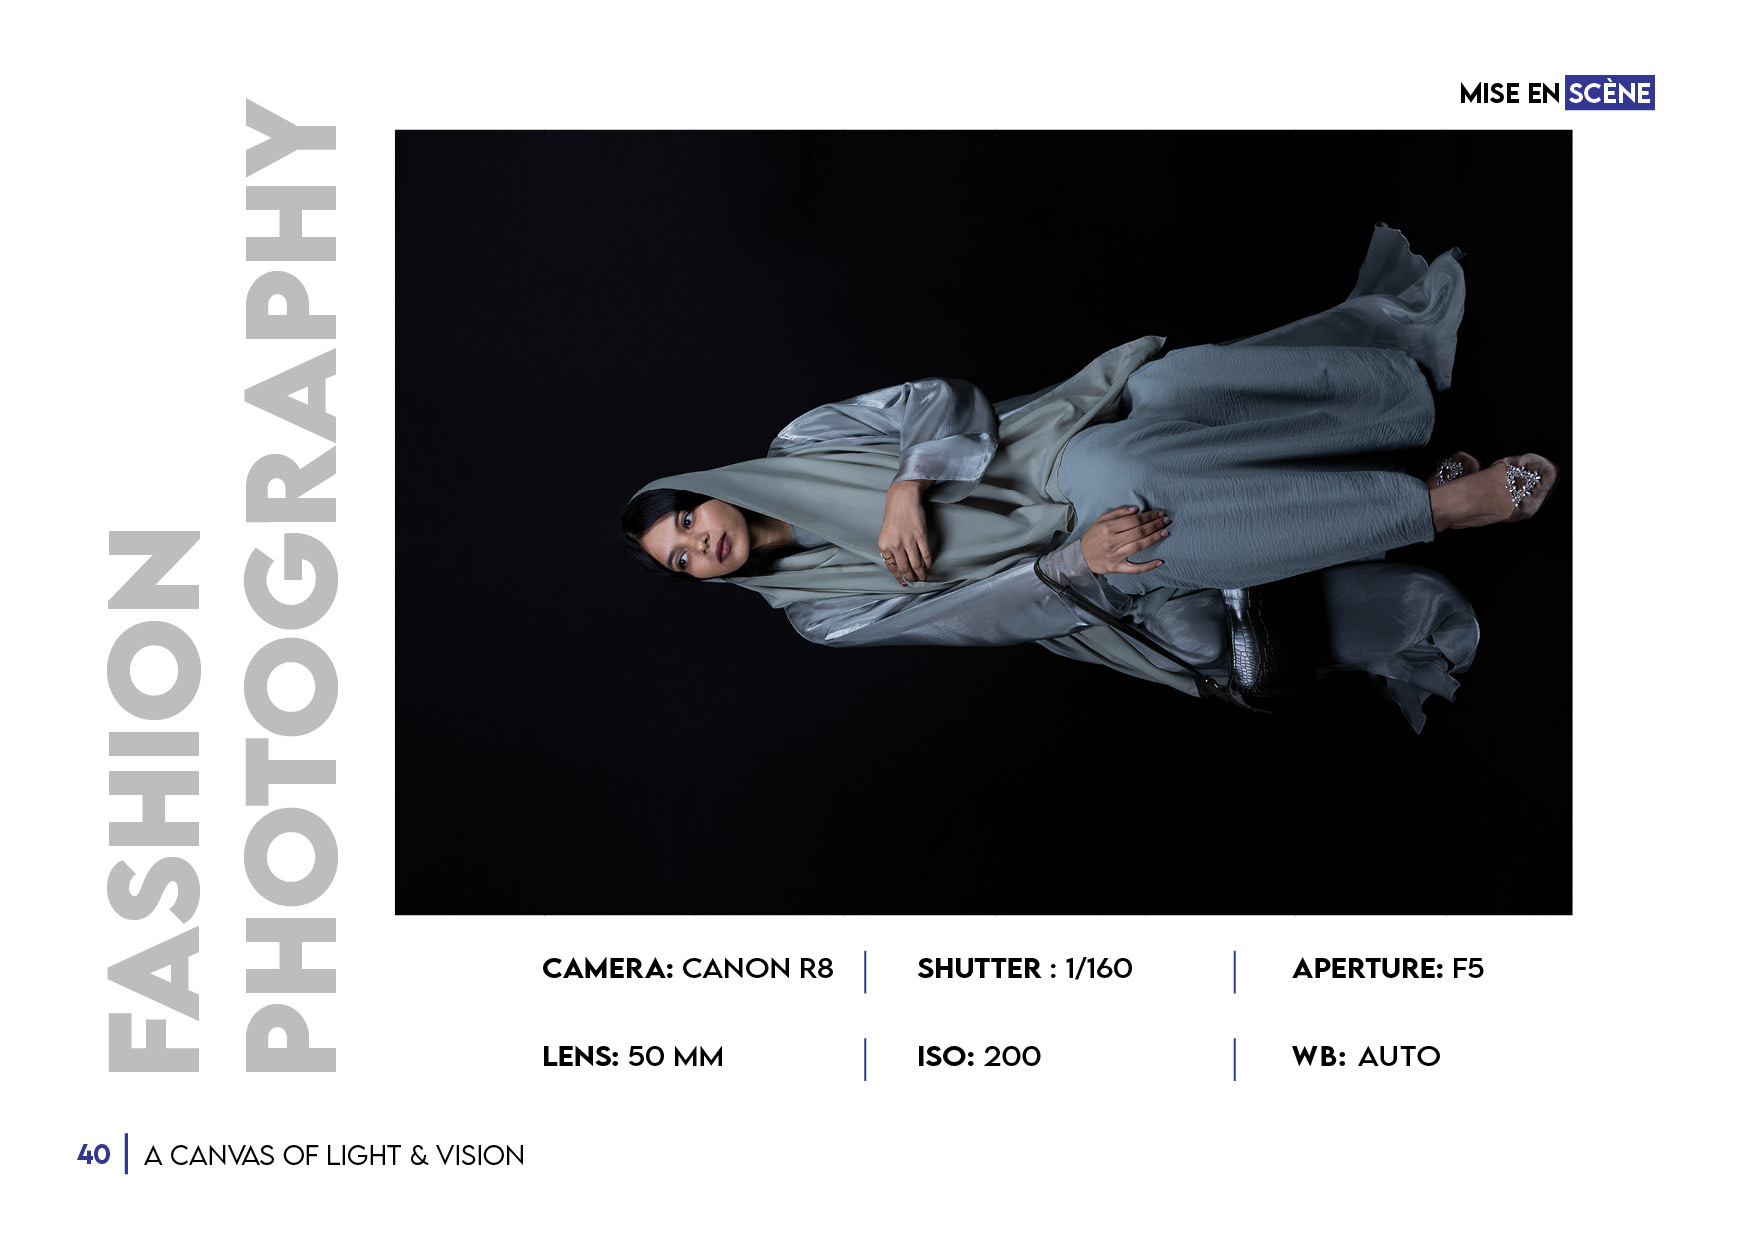 MISE EN SCÈNE
FASHION
PHOTOGRAPHY
CAMERA: CANON R8
SHUTTER : 1/160
APERTURE: F5
LENS: 50 MM
ISO: 200
WB: AUTO
40
A CANVAS OF LIGHT & VISION